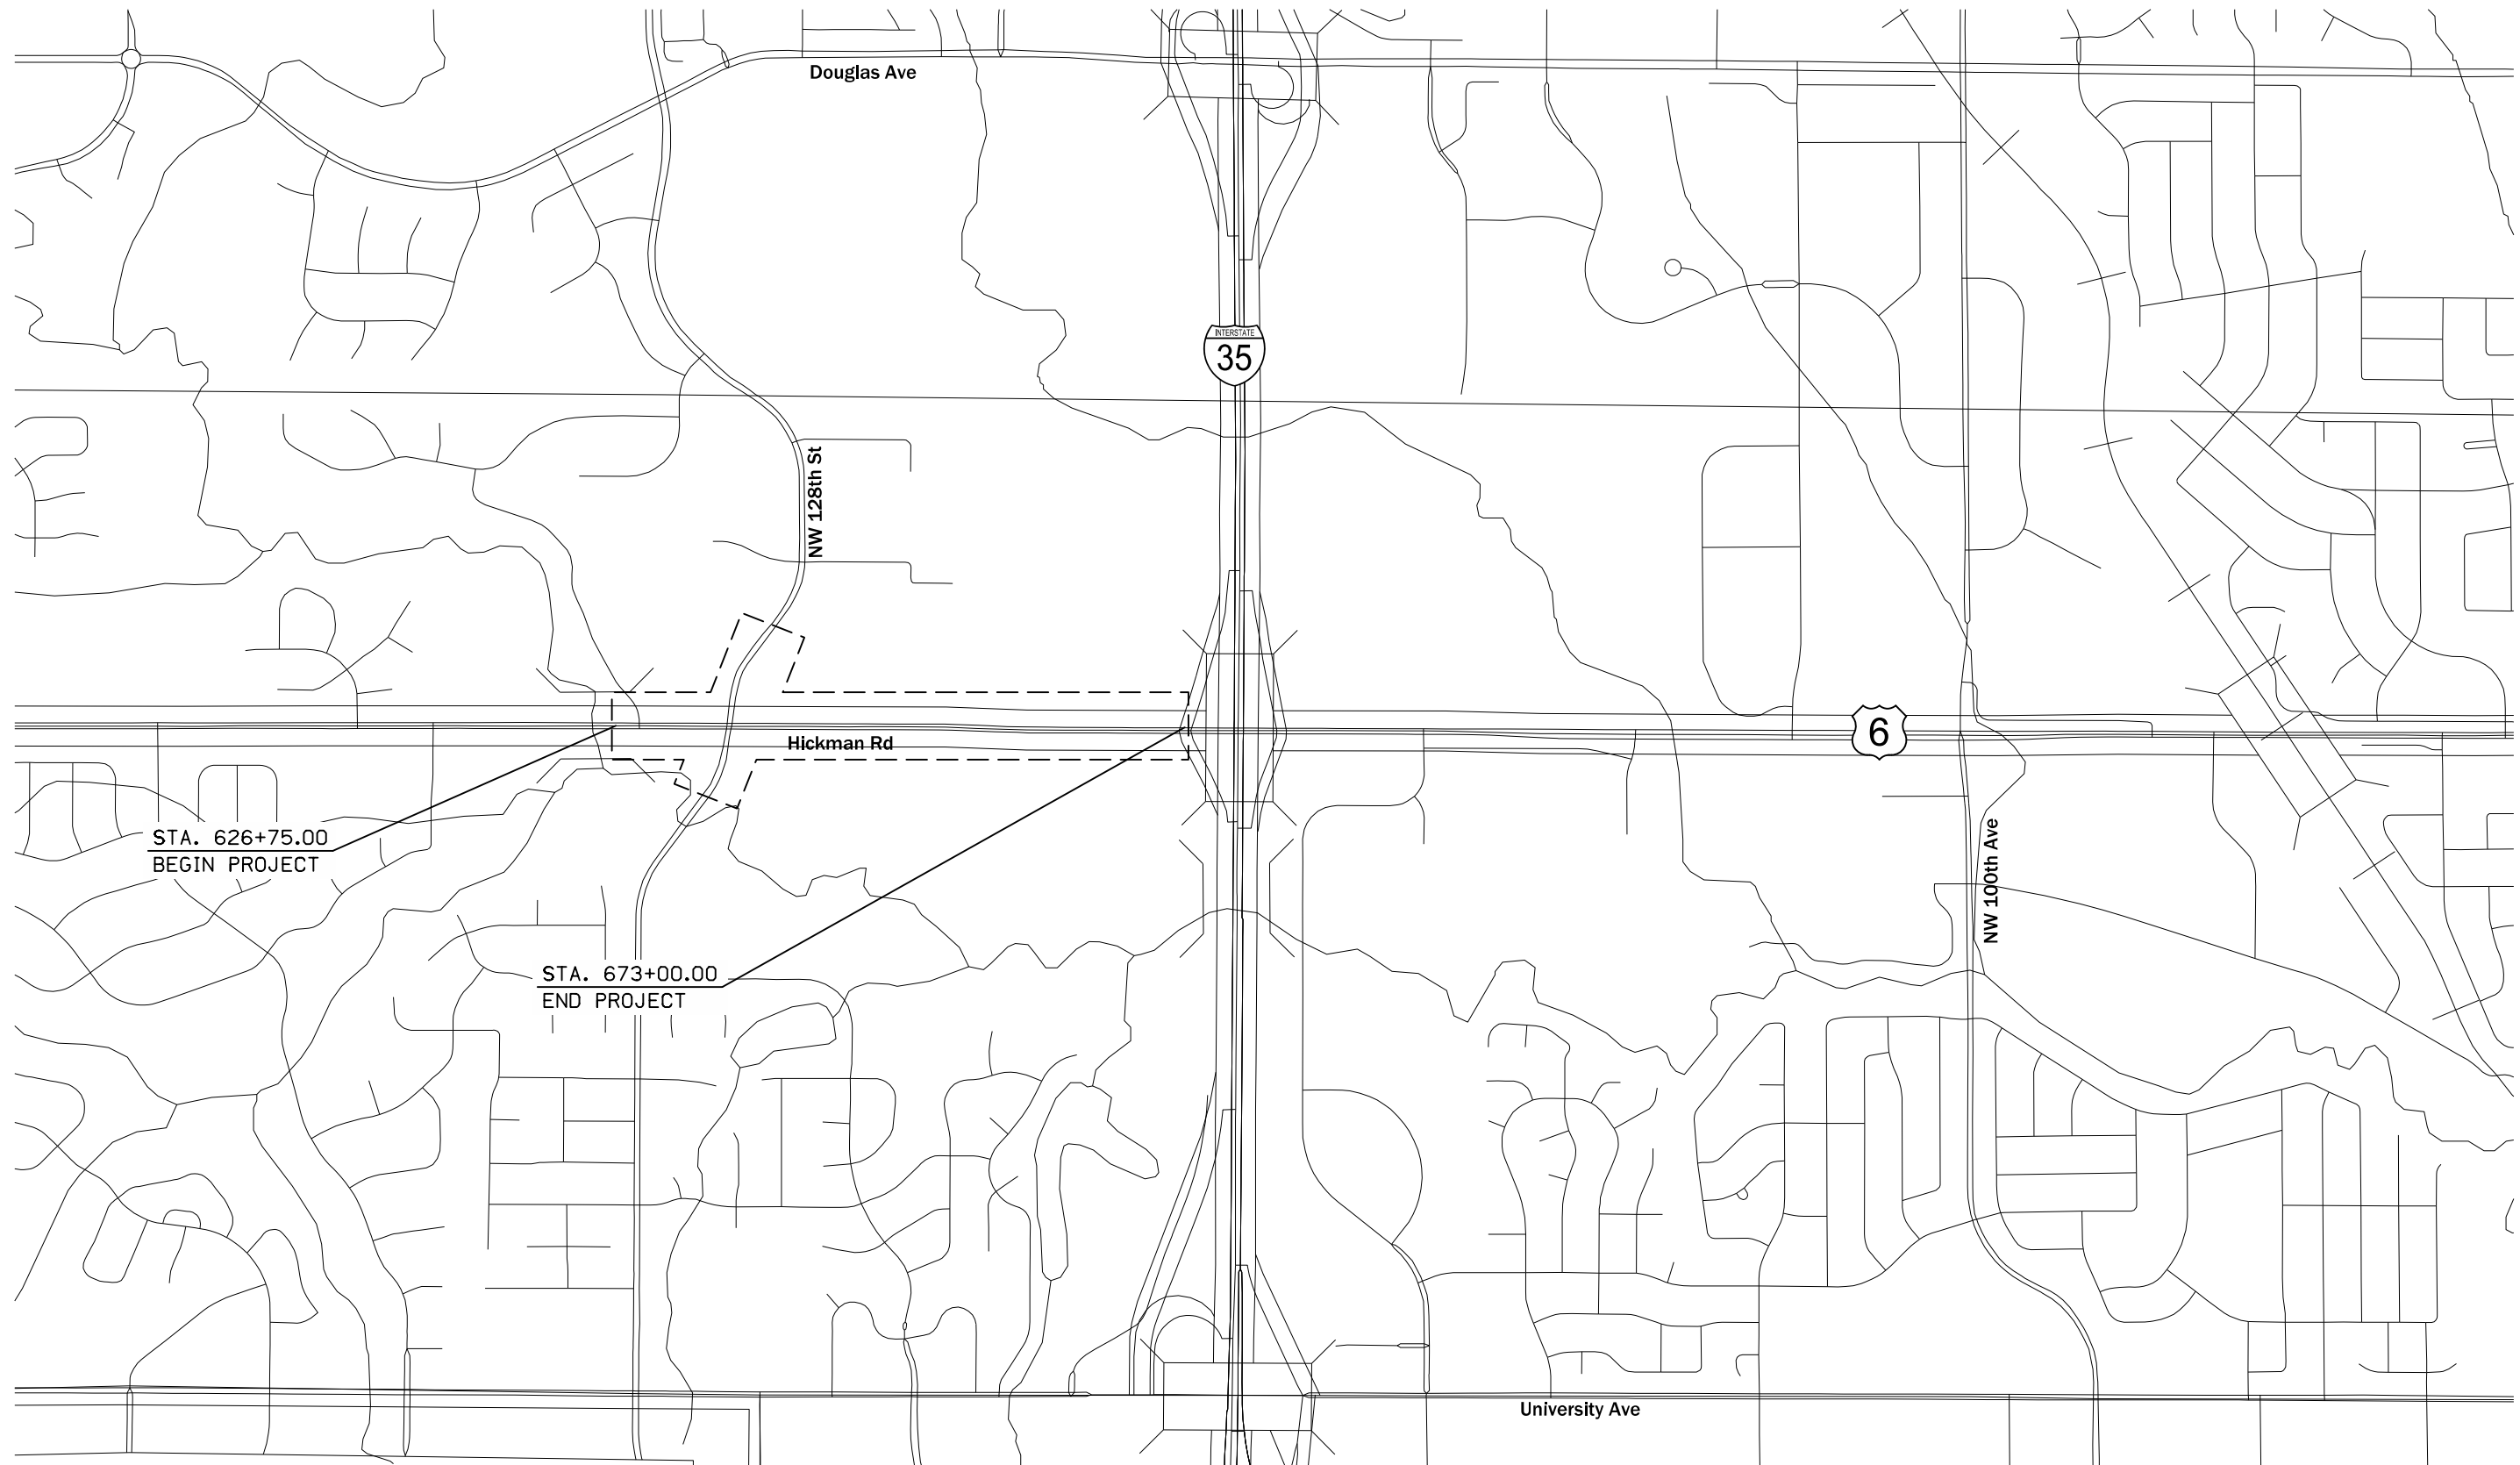 Douglas Ave
INTERSTATE
35
NW 128th St
6
Hickman Rd
STA. 626+75.00
BEGIN PROJECT
NW 100th Ave
STA. 673+00.00
END PROJECT
University Ave